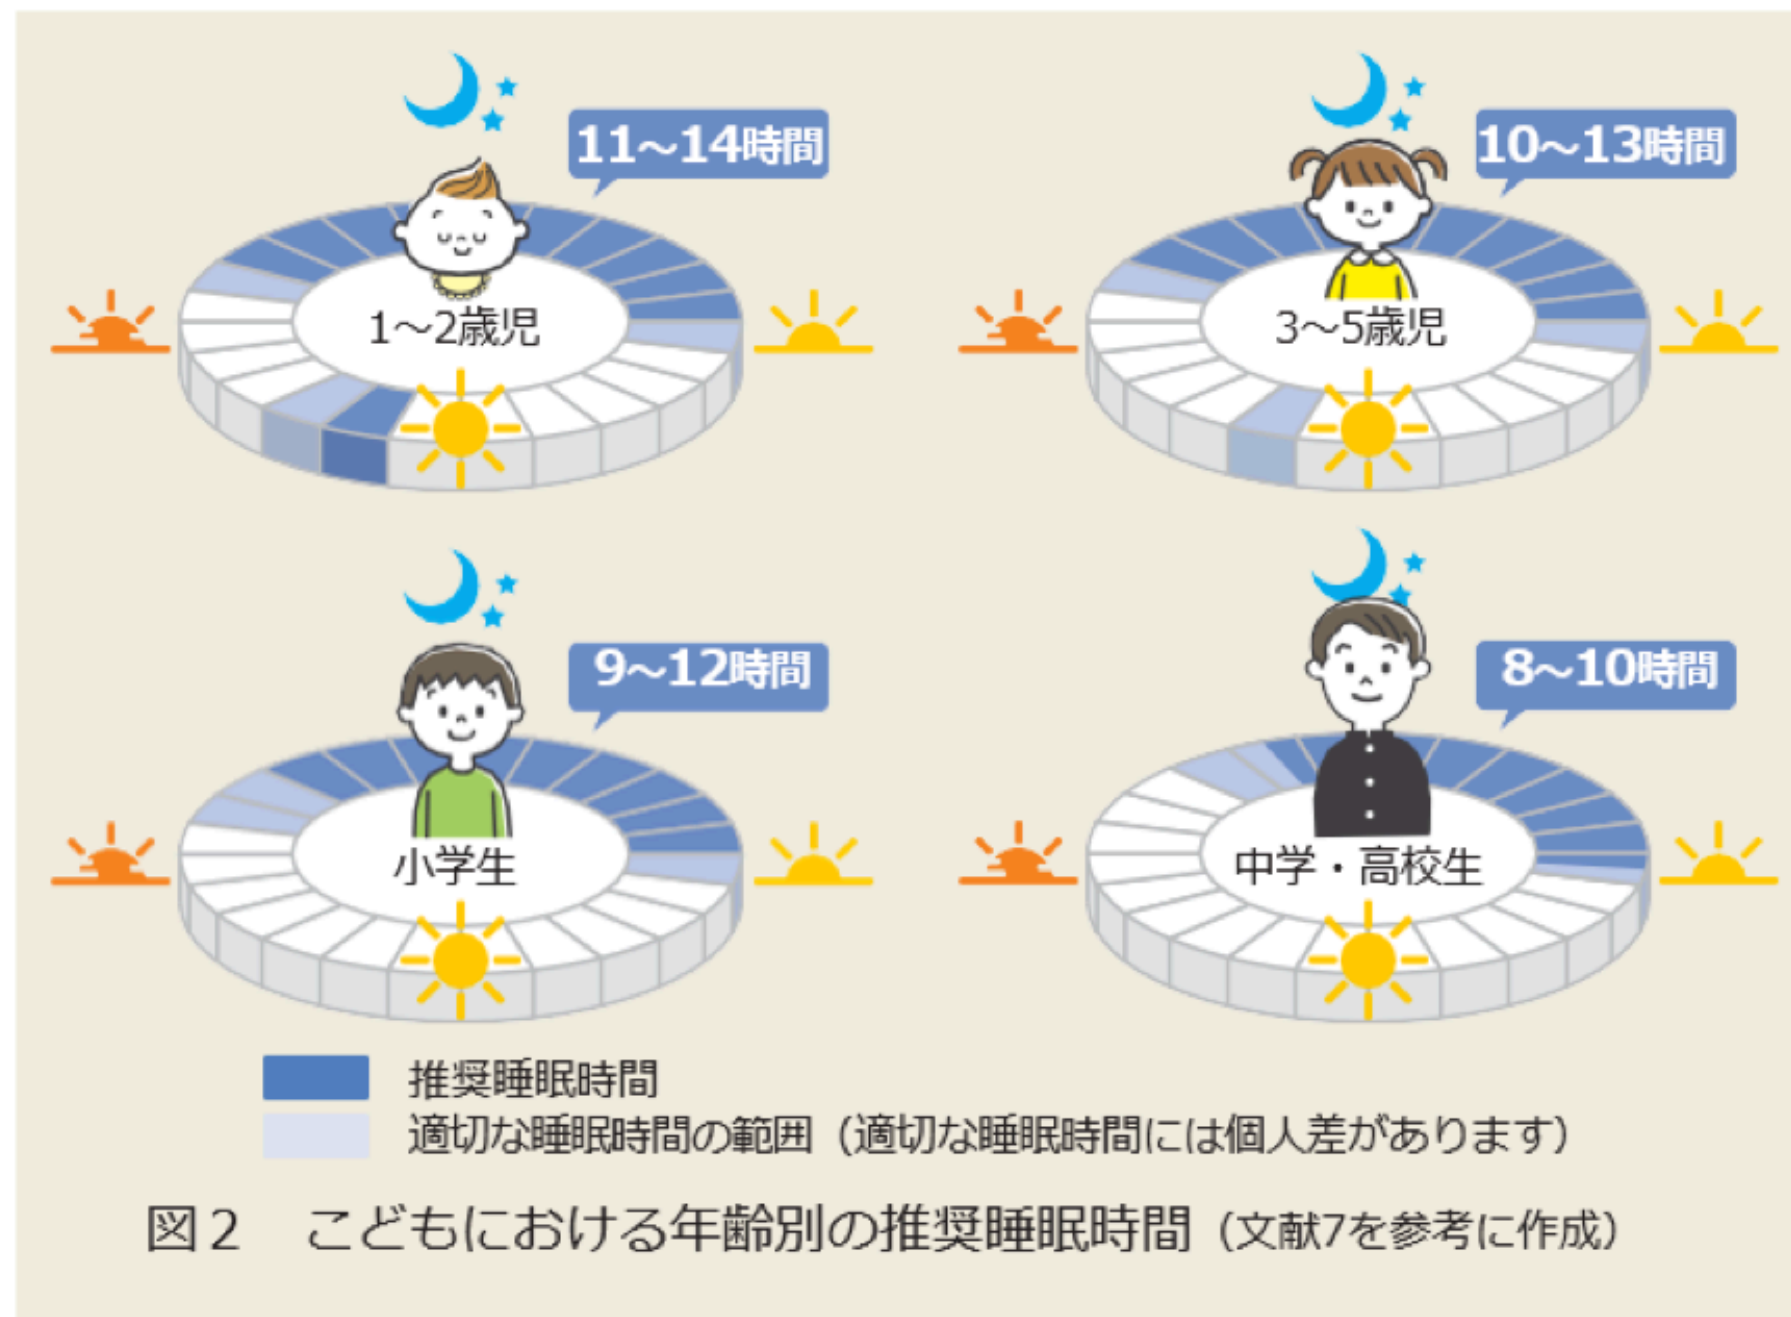 11〜14時間
1〜2歳児
10〜13時間
3〜5歳児
9〜12時間
小学生
8〜10時間
中学・高校生
推奨睡眠時間
適切な睡眠時間の範囲（適切な睡眠時間には個人差があります）
図２　こどもにおける年齢別の推奨睡眠時間（文献7を参考に作成）